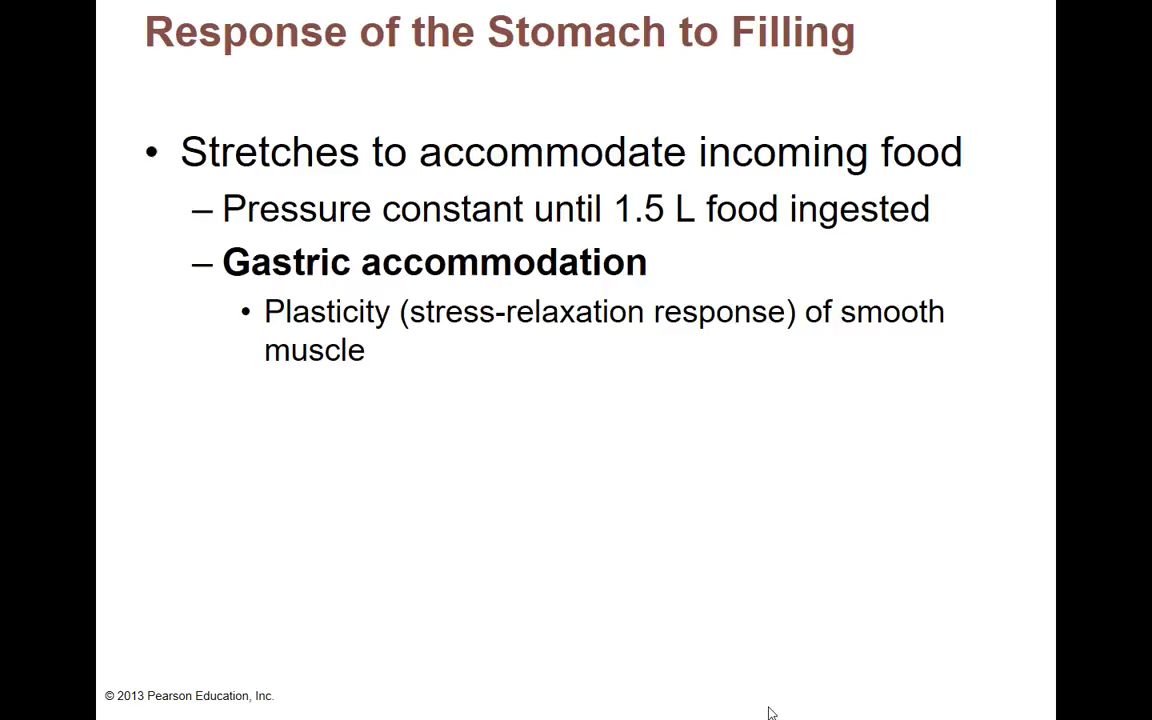 Response of the Stomach to Filling
• Stretches to accommodate incoming food
– Pressure constant until 1.5 L food ingested
– Gastric accommodation
• Plasticity (stress-relaxation response) of smooth
muscle
© 2013 Pearson Education, Inc.